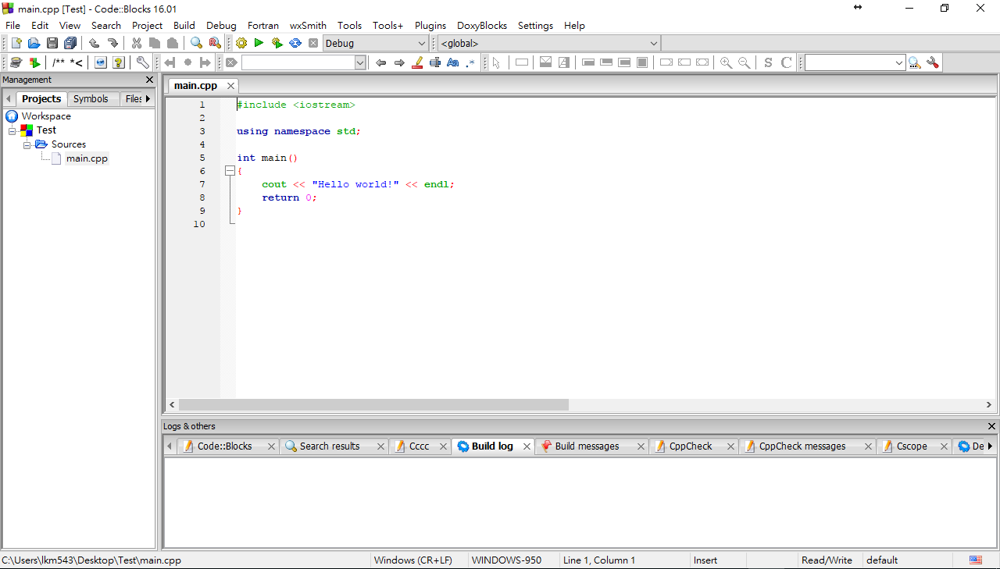 main.cpp [Test] - Code::Blocks 16.01
File Edit View Search Project Build Debug Fortran wxSmith Tools Tools+ Plugins DoxyBlocks Settings Help
Debug <global>
/** *<
S C
Management
Projects Symbols Files
main.cpp
Workspace
Test
Sources
main.cpp
1 #include <iostream>
2
3 using namespace std;
4
5 int main()
6 {
7 cout << "Hello world!" << endl;
8 return 0;
9 }
10
Logs & others
Code::Blocks Search results Cccc Build log Build messages CppCheck CppCheck messages Cscope De
C:\Users\lkm543\Desktop\Test\main.cpp Windows (CR+LF) WINDOWS-950 Line 1, Column 1 Insert Read/Write default